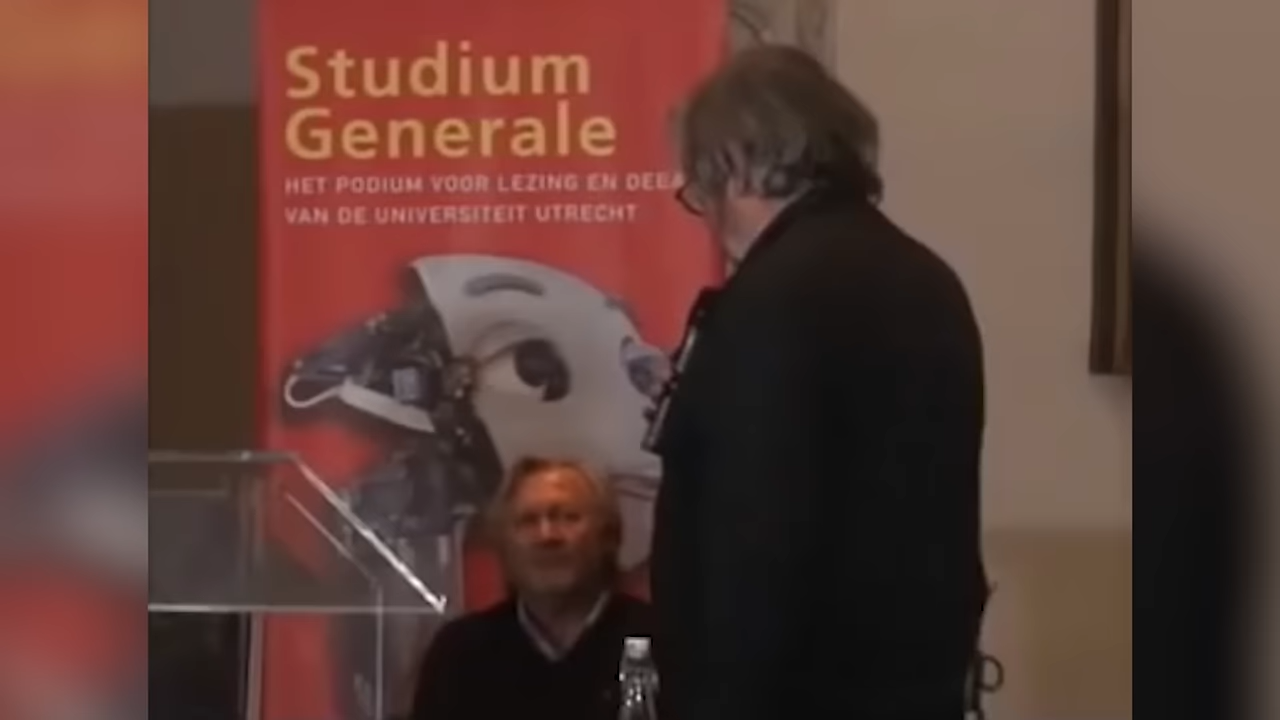 Studium
Generale
HET PODIUM VOOR LEZING EN
VAN DE UNIVERSITEIT UTRECHT